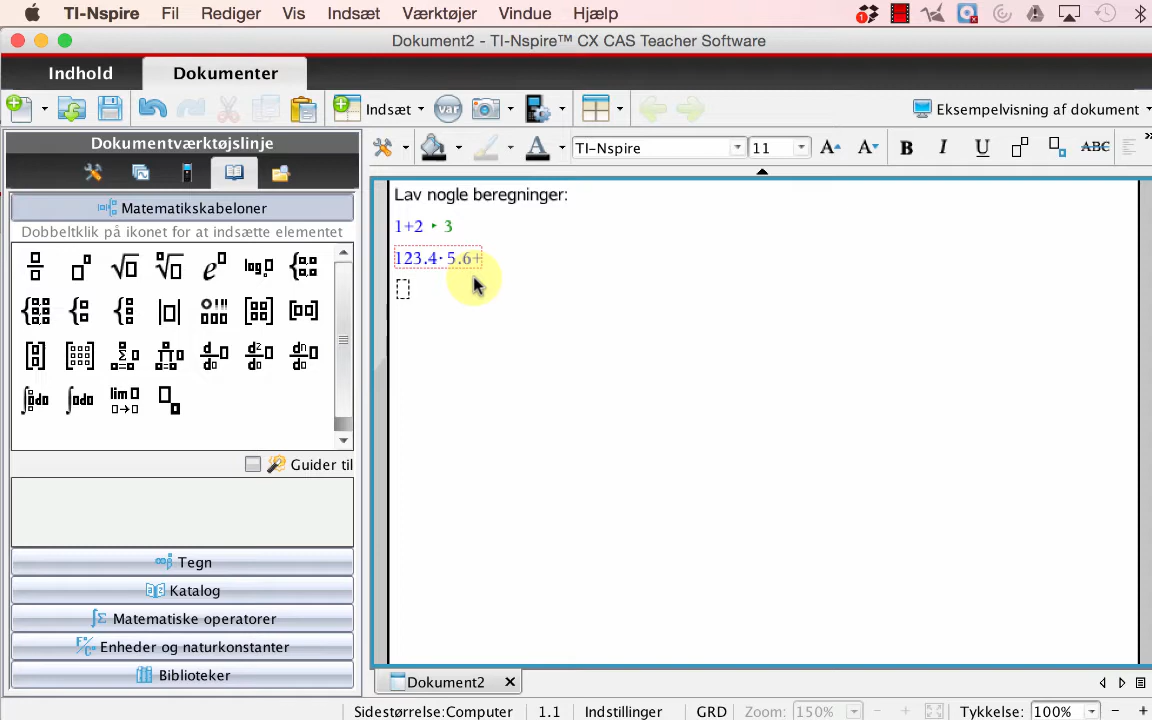 TI-Nspire Fil Rediger Vis Indsæt Værktøjer Vindue Hjælp
Dokument2 - TI-Nspire™ CX CAS Teacher Software
Indhold Dokumenter
Indsæt var Eksempelvisning af dokument
Dokumentværktøjslinje
TI-Nspire 11 A A B I U ABC
Matematikskabeloner
Dobbeltklik på ikonet for at indsætte elementet
Lav nogle beregninger:
1+2 ▸ 3
123.4·5.6+
Guider til
Tegn
Katalog
Matematiske operatorer
Enheder og naturkonstanter
Biblioteker
Dokument2
Sidestørrelse:Computer 1.1 Indstillinger GRD Zoom: 150% Tykkelse: 100%